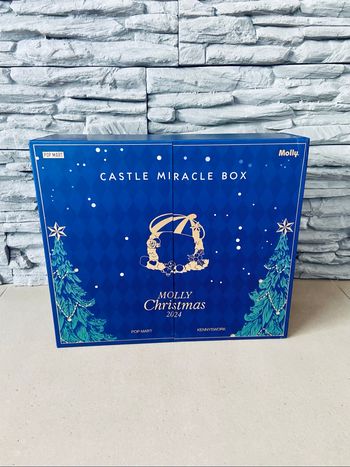 POP MART
Molly.
CASTLE MIRACLE BOX
MOLLY
Christmas
2024
POP MART
KENNYSWORK